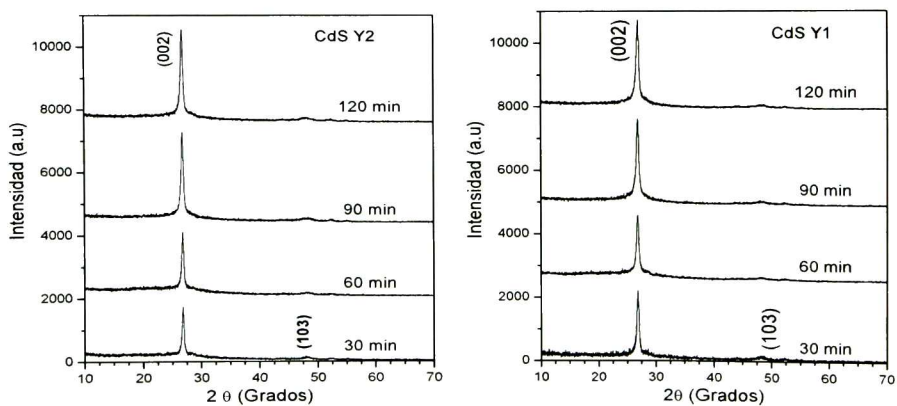 CdS Y2
(002)
120 min
90 min
60 min
(103)
30 min
10000
8000
6000
4000
2000
0
10 20 30 40 50 60 70
Intensidad (a.u)
2 θ (Grados)
CdS Y1
(002)
120 min
90 min
60 min
(103)
30 min
10000
8000
6000
4000
2000
0
10 20 30 40 50 60 70
Intensidad (a.u)
2θ (Grados)